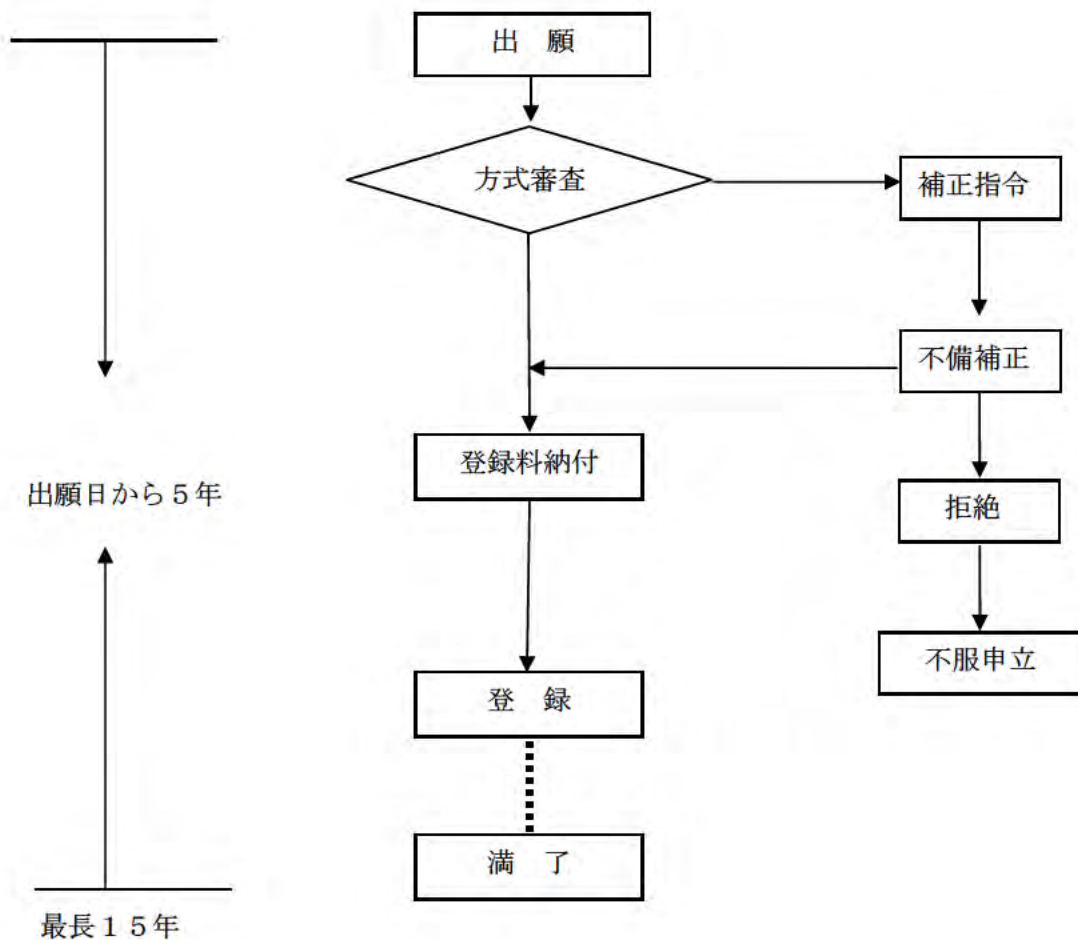 出 願
方式審査
補正指令
不備補正
登録料納付
出願日から５年
拒絶
不服申立
登 録
満 了
最長１５年